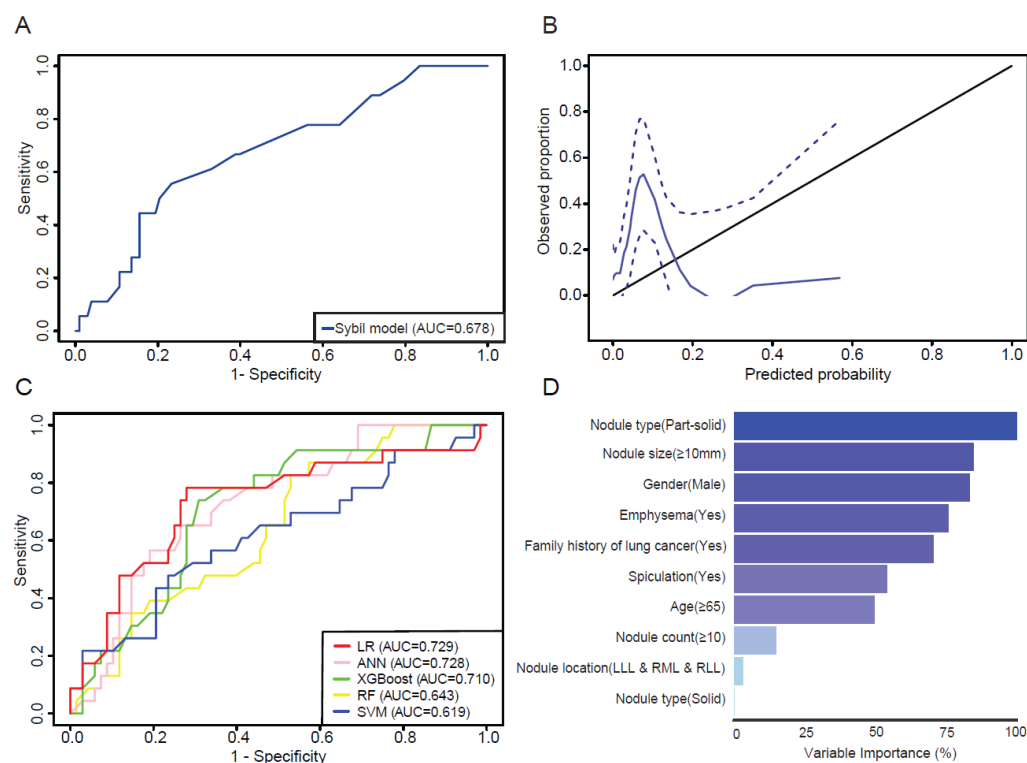 A
Sensitivity
0.0 0.2 0.4 0.6 0.8 1.0
Sybil model (AUC=0.678)
0.0 0.2 0.4 0.6 0.8 1.0
1- Specificity
B
Observed proportion
1.0
0.8
0.6
0.4
0.2
0.0
0.0 0.2 0.4 0.6 0.8 1.0
Predicted probability
C
Sensitivity
0.0 0.2 0.4 0.6 0.8 1.0
LR (AUC=0.729)
ANN (AUC=0.728)
XGBoost (AUC=0.710)
RF (AUC=0.643)
SVM (AUC=0.619)
0.0 0.2 0.4 0.6 0.8 1.0
1- Specificity
D
Nodule type(Part-solid)
Nodule size(≥10mm)
Gender(Male)
Emphysema(Yes)
Family history of lung cancer(Yes)
Spiculation(Yes)
Age(≥65)
Nodule count(≥10)
Nodule location(LLL & RML & RLL)
Nodule type(Solid)
0 25 50 75 100
Variable Importance (%)